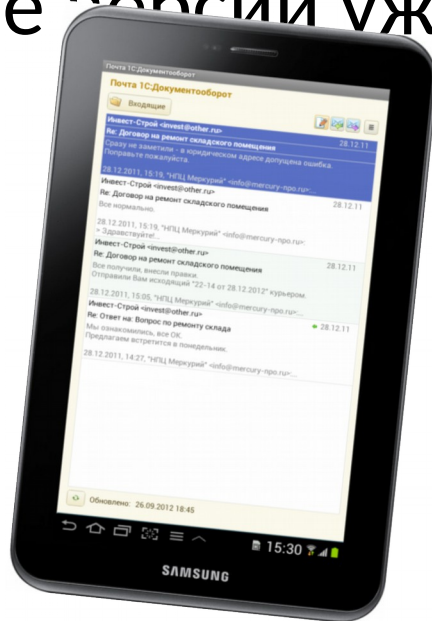 е версии уж
Почта 1С:Документооборот
Почта 1С:Документооборот
Входящие
Инвест-Строй <invest@other.ru> 28.12.11
Re: Договор на ремонт складского помещения
Сразу не заметили - в юридическом адресе допущена ошибка.
Поправьте пожалуйста.
28.12.2011, 15:19, "НПЦ Меркурий" <info@mercury-npo.ru>:...
Инвест-Строй <invest@other.ru> 28.12.11
Re: Договор на ремонт складского помещения
Все нормально.
28.12.2011, 15:19, "НПЦ Меркурий" <info@mercury-npo.ru>:
> Здравствуйте!...
Инвест-Строй <invest@other.ru> 28.12.11
Re: Договор на ремонт складского помещения
Все получили, внесли правки.
Отправили Вам исходящий "22-14 от 28.12.2012" курьером.
28.12.2011, 15:05, "НПЦ Меркурий" <info@mercury-npo.ru>:...
Инвест-Строй <invest@other.ru> 28.12.11
Re: Ответ на: Вопрос по ремонту склада
Мы ознакомились, все ОК.
Предлагаем встретится в понедельник.
28.12.2011, 14:27, "НПЦ Меркурий" <info@mercury-npo.ru>:...
Обновлено: 26.09.2012 18:45
15:30
SAMSUNG